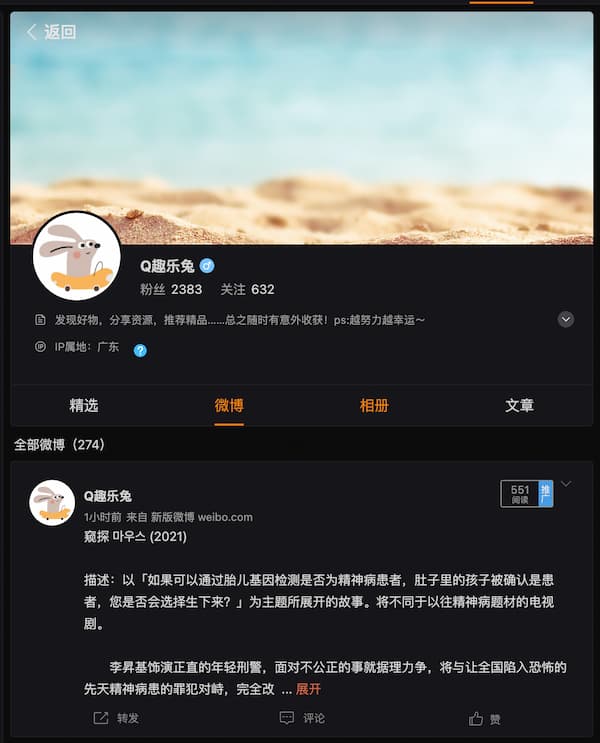 返回
Q趣乐兔
粉丝 2383 关注 632
发现好物，分享资源，推荐精品......总之随时有意外收获！ps:越努力越幸运～
IP属地：广东
精选 微博 相册 文章
全部微博（274）
Q趣乐兔
551 阅读 推广
1小时前 来自 新版微博 weibo.com
窥探 마우스 (2021)
描述：以「如果可以通过胎儿基因检测是否为精神病患者，肚子里的孩子被确认是患
者，您是否会选择生下来？」为主题所展开的故事。将不同于以往精神病题材的电视
剧。
李昇基饰演正直的年轻刑警，面对不公正的事就据理力争，将与让全国陷入恐怖的
先天精神病患的罪犯对峙，完全改 ... 展开
转发 评论 赞